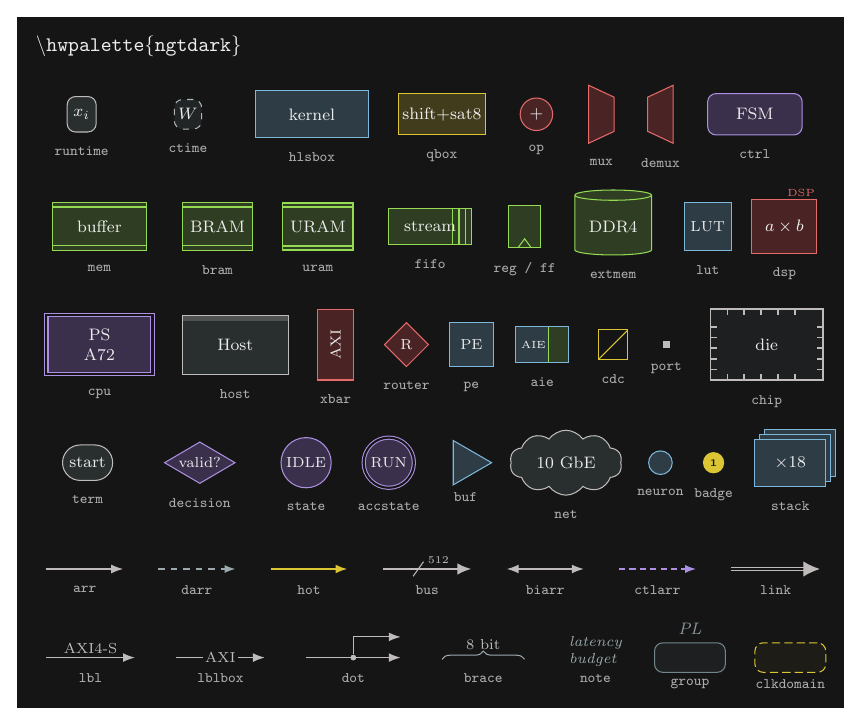 \hwpalette{ngtdark}
x_i W kernel shift+sat8 + FSM
runtime ctime hlsbox qbox op mux demux ctrl
DSP
buffer BRAM URAM stream DDR4 LUT a × b
mem bram uram fifo reg / ff extmem lut dsp
PS
A72
Host AXI R PE AIE die
cpu host xbar router pe aie cdc port chip
start valid? IDLE RUN 10 GbE 1 ×18
term decision state accstate buf net neuron badge stack
512
arr darr hot bus biarr ctlarr link
AXI4-S AXI 8 bit latency
budget
PL
lbl lblbox dot brace note group clkdomain